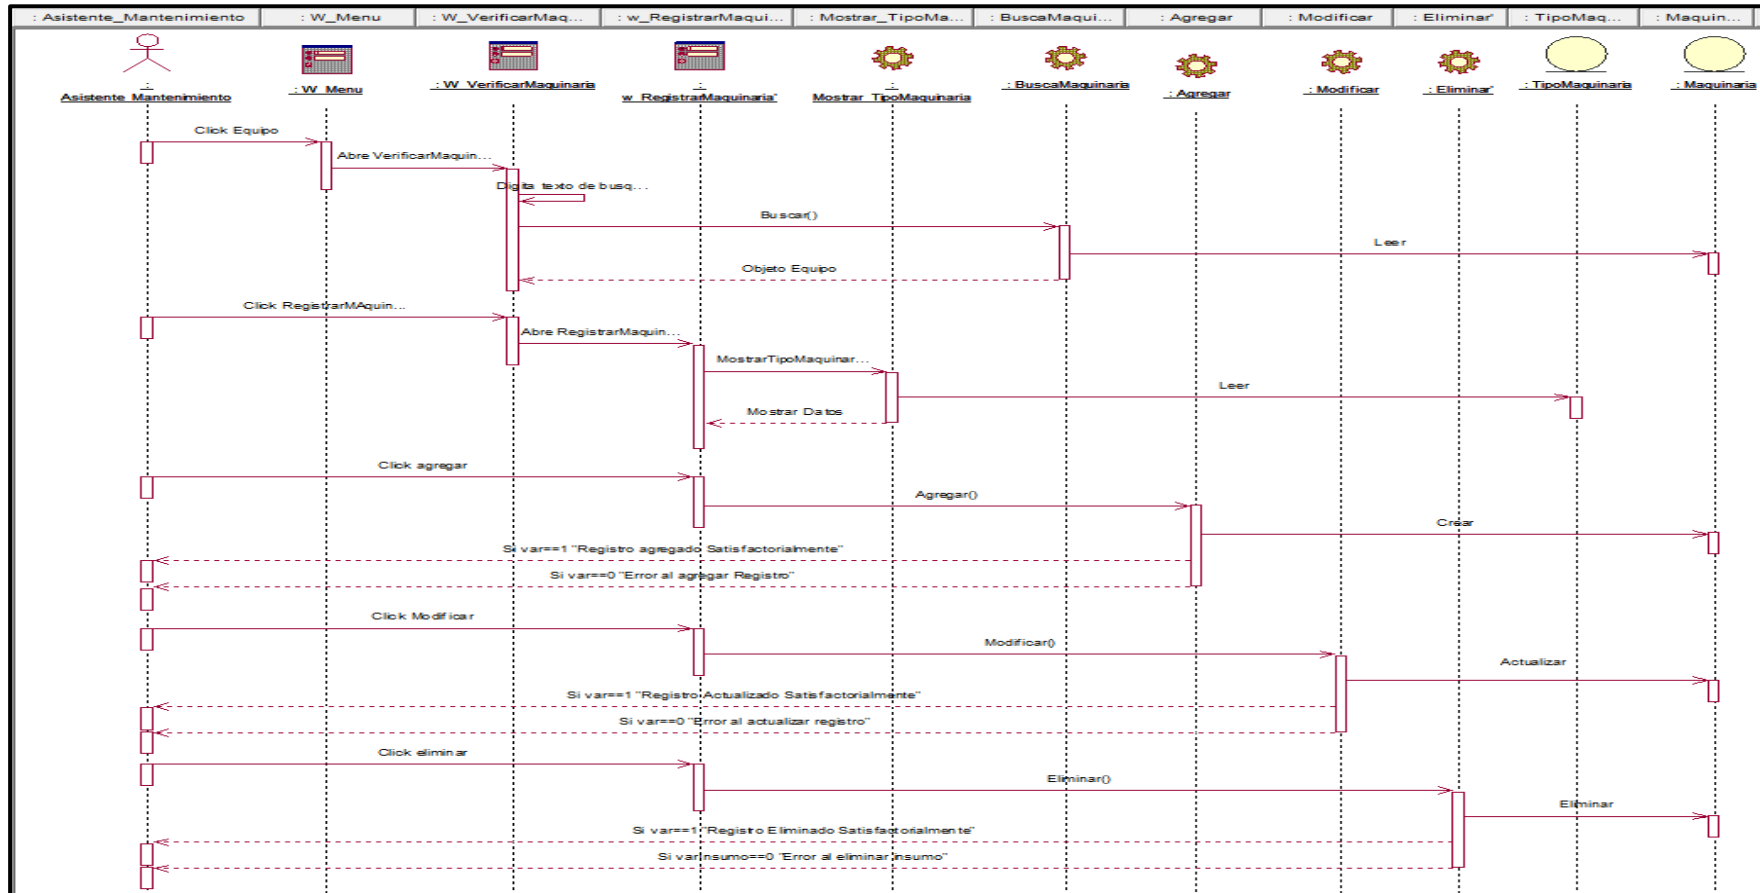 : Asistente_Mantenimiento
: W_Menu
: W_VerificarMaq...
: w_RegistrarMaqui...
: Mostrar_TipoMa...
: BuscaMaqui...
: Agregar
: Modificar
: Eliminar'
: TipoMaq...
: Maquin...
:
Asistente_Mantenimiento
: W_Menu
: W_VerificarMaquinaria
:
w_RegistrarMaquinaria'
:
Mostrar_TipoMaquinaria
: BuscaMaquinaria
: Agregar
: Modificar
: Eliminar'
: TipoMaquinaria
: Maquinaria
Click Equipo
Abre VerificarMaquin...
Digita texto de busq...
Buscar()
Leer
Objeto Equipo
Click RegistrarMAquin...
Abre RegistrarMaquin...
MostrarTipoMaquinar...
Leer
Mostrar Datos
Click agregar
Agregar()
Crear
Si var==1 "Registro agregado Satisfactorialmente"
Si var==0 "Error al agregar Registro"
Click Modificar
Modificar()
Actualizar
Si var==1 "Registro Actualizado Satisfactorialmente"
Si var==0 "Error al actualizar registro"
Click eliminar
Eliminar()
Eliminar
Si var==1 "Registro Eliminado Satisfactorialmente"
Si varInsumo==0 "Error al eliminar insumo"